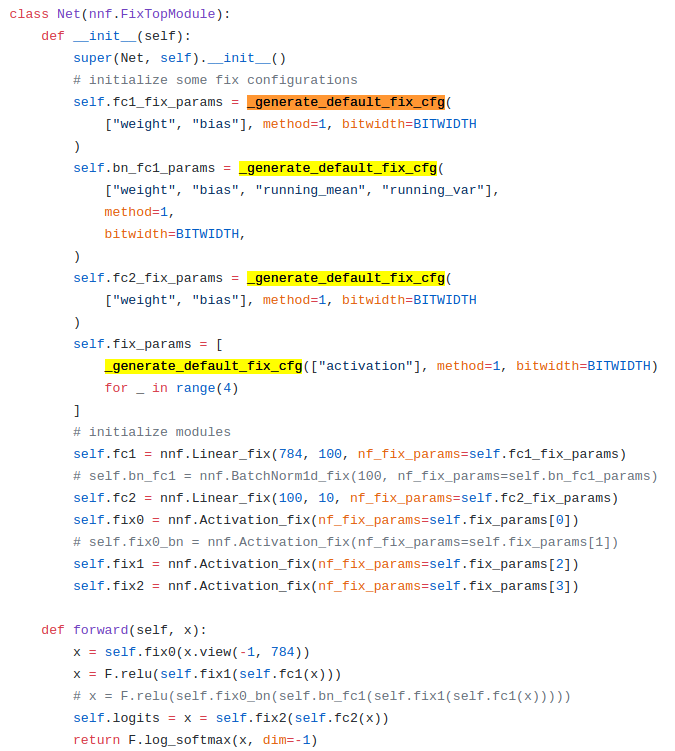 class Net(nnf.FixTopModule):
    def __init__(self):
        super(Net, self).__init__()
        # initialize some fix configurations
        self.fc1_fix_params = _generate_default_fix_cfg(
            ["weight", "bias"], method=1, bitwidth=BITWIDTH
        )
        self.bn_fc1_params = _generate_default_fix_cfg(
            ["weight", "bias", "running_mean", "running_var"],
            method=1,
            bitwidth=BITWIDTH,
        )
        self.fc2_fix_params = _generate_default_fix_cfg(
            ["weight", "bias"], method=1, bitwidth=BITWIDTH
        )
        self.fix_params = [
            _generate_default_fix_cfg(["activation"], method=1, bitwidth=BITWIDTH)
            for _ in range(4)
        ]
        # initialize modules
        self.fc1 = nnf.Linear_fix(784, 100, nf_fix_params=self.fc1_fix_params)
        # self.bn_fc1 = nnf.BatchNorm1d_fix(100, nf_fix_params=self.bn_fc1_params)
        self.fc2 = nnf.Linear_fix(100, 10, nf_fix_params=self.fc2_fix_params)
        self.fix0 = nnf.Activation_fix(nf_fix_params=self.fix_params[0])
        # self.fix0_bn = nnf.Activation_fix(nf_fix_params=self.fix_params[1])
        self.fix1 = nnf.Activation_fix(nf_fix_params=self.fix_params[2])
        self.fix2 = nnf.Activation_fix(nf_fix_params=self.fix_params[3])

    def forward(self, x):
        x = self.fix0(x.view(-1, 784))
        x = F.relu(self.fix1(self.fc1(x)))
        # x = F.relu(self.fix0_bn(self.bn_fc1(self.fix1(self.fc1(x)))))
        self.logits = x = self.fix2(self.fc2(x))
        return F.log_softmax(x, dim=-1)